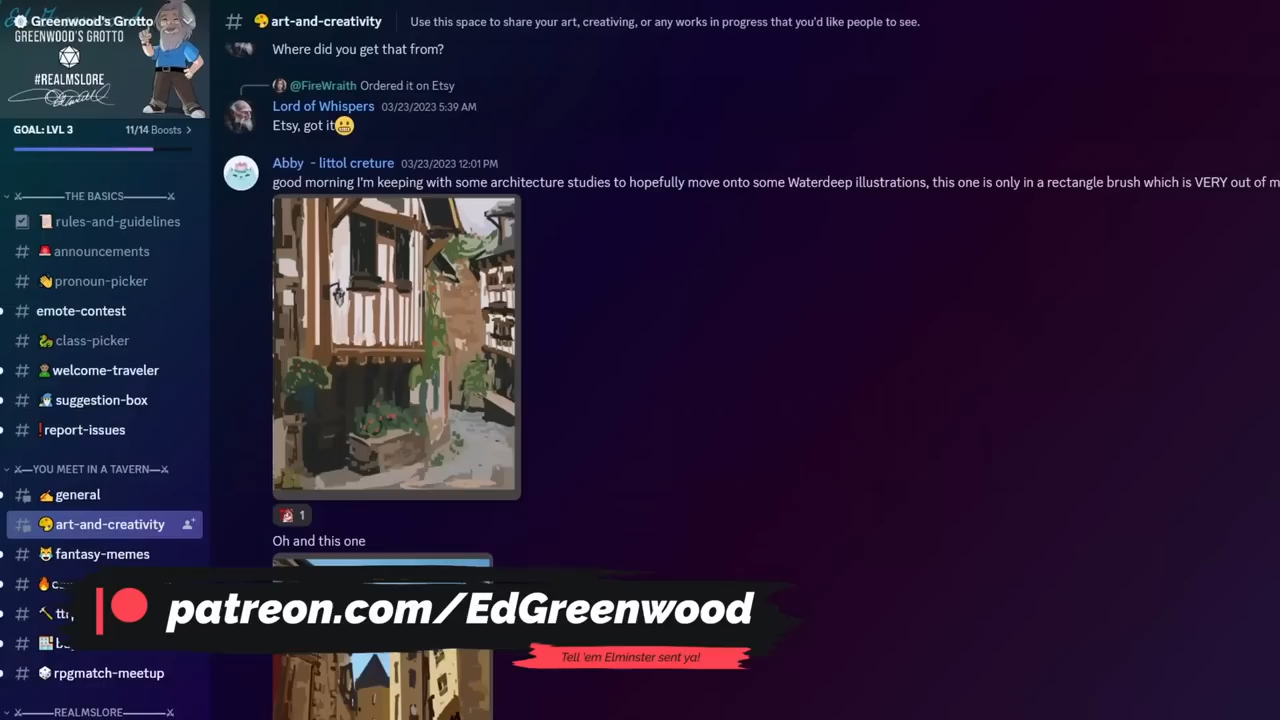 Greenwood's Grotto
GREENWOOD'S GROTTO
#REALMSLORE
GOAL: LVL 3
11/14 Boosts
THE BASICS
rules-and-guidelines
announcements
pronoun-picker
emote-contest
class-picker
welcome-traveler
suggestion-box
report-issues
YOU MEET IN A TAVERN
general
art-and-creativity
fantasy-memes
rpgmatch-meetup
REALMSLORE
art-and-creativity
Use this space to share your art, creativing, or any works in progress that you'd like people to see.
Where did you get that from?
@FireWraith Ordered it on Etsy
Lord of Whispers 03/23/2023 5:39 AM
Etsy, got it
Abby - littol creture 03/23/2023 12:01 PM
good morning I'm keeping with some architecture studies to hopefully move onto some Waterdeep illustrations, this one is only in a rectangle brush which is VERY out of m
1
Oh and this one
patreon.com/EdGreenwood
Tell 'em Elminster sent ya!